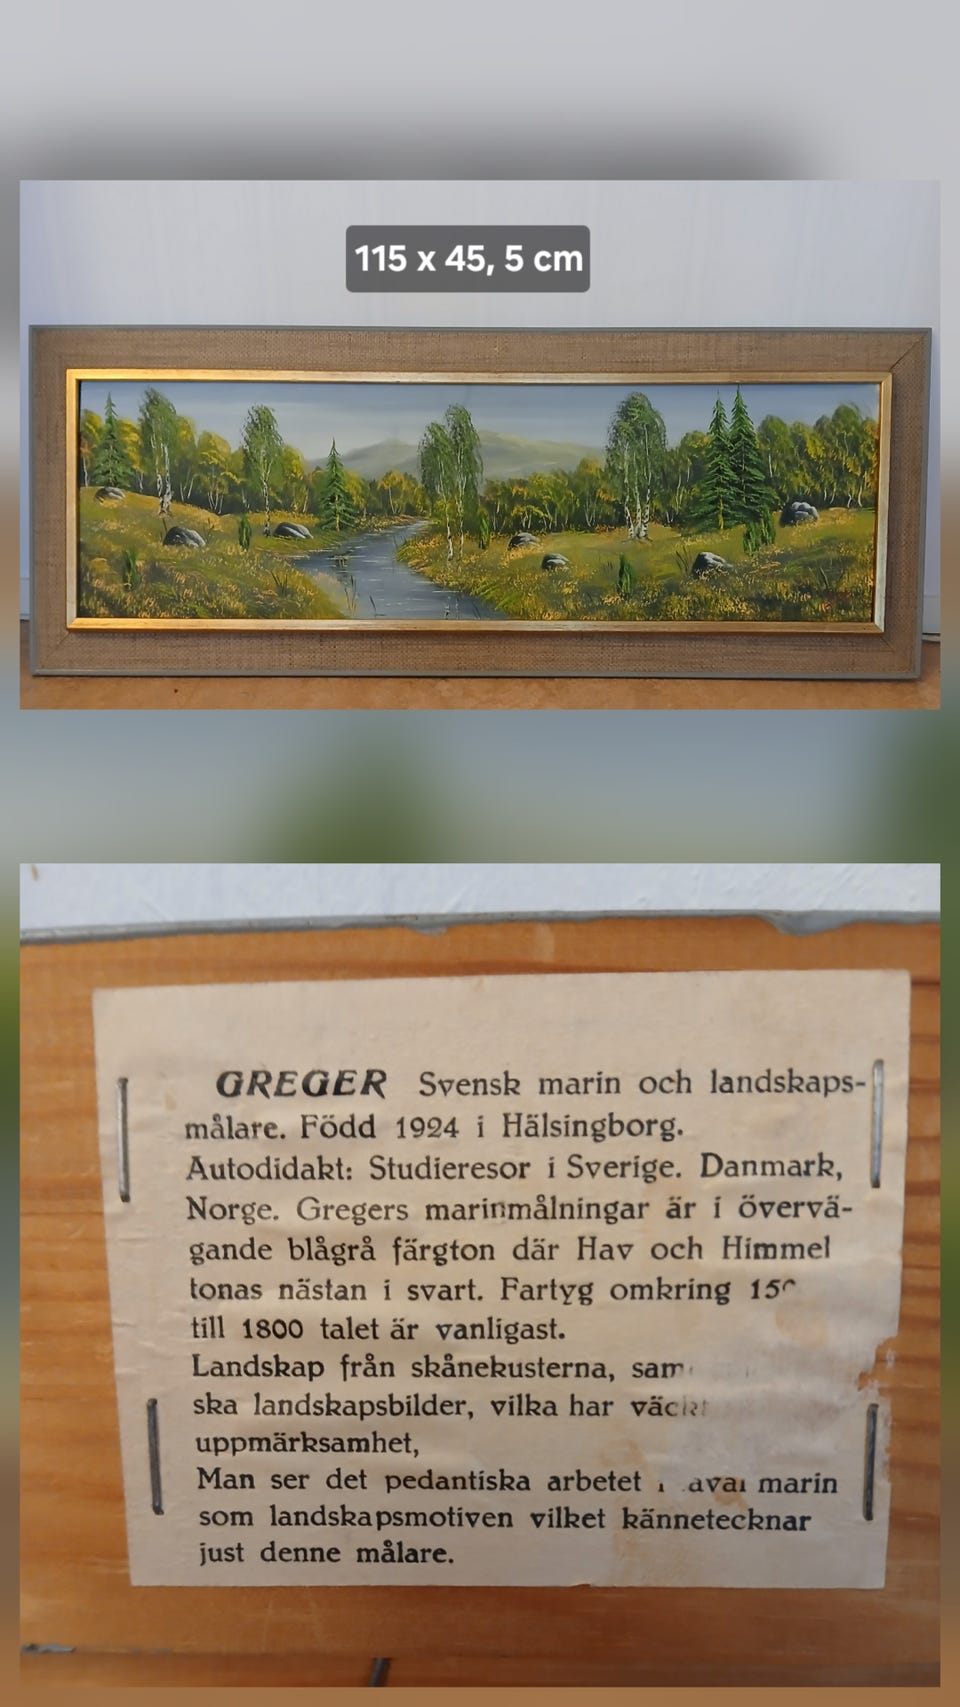 115 x 45, 5 cm
GREGER Svensk marin och landskaps-
målare. Född 1924 i Hälsingborg.
Autodidakt: Studieresor i Sverige. Danmark,
Norge. Gregers marinmålningar är i övervä-
gande blågrå färgton där Hav och Himmel
tonas nästan i svart. Fartyg omkring
till 1800 talet är vanligast.
Landskap från skånekusterna,
ska landskapsbilder, vilka har
uppmärksamhet,
Man ser det pedantiska arbetet marin
som landskapsmotiven vilket kännetecknar
just denne målare.